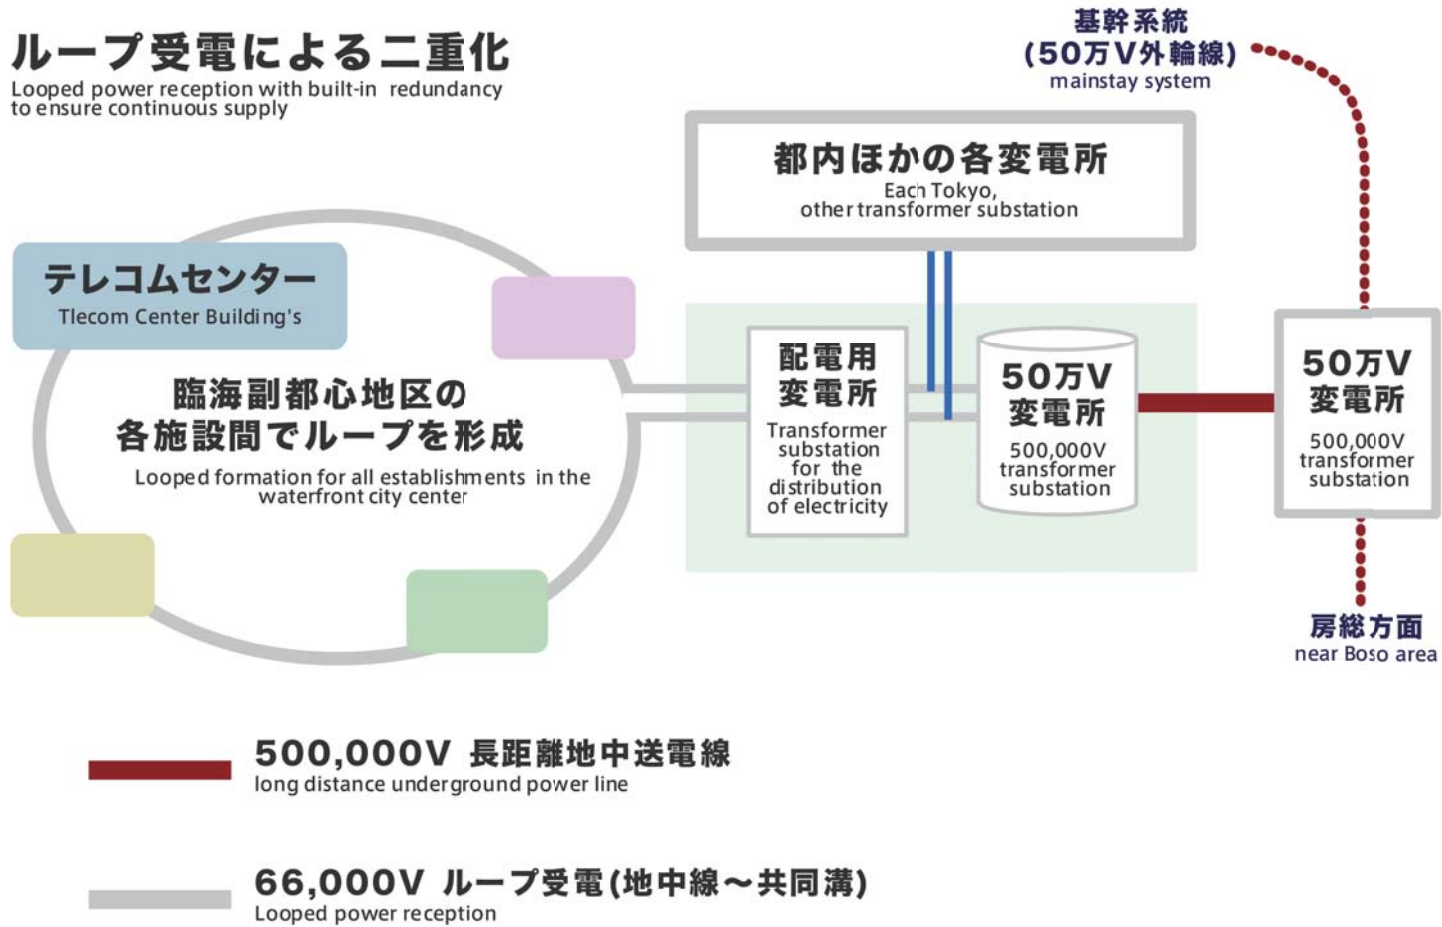 ループ受電による二重化
Looped power reception with built-in redundancy
to ensure continuous supply
基幹系統
(50万V外輪線)
mainstay system
都内ほかの各変電所
Each Tokyo,
other transformer substation
テレコムセンター
Tlecom Center Building's
臨海副都心地区の
各施設間でループを形成
Looped formation for all establishments in the
waterfront city center
配電用
変電所
Transformer
substation
for the
distribution
of electricity
50万V
変電所
500,000V
transformer
substation
50万V
変電所
500,000V
transformer
substation
房総方面
near Boso area
500,000V 長距離地中送電線
long distance underground power line
66,000V ループ受電(地中線～共同溝)
Looped power reception